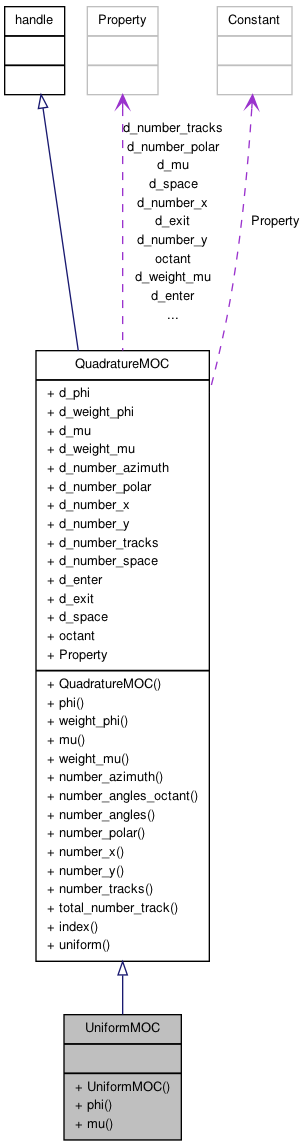 handle
Property
Constant
d_number_tracks
d_number_polar
d_mu
d_space
d_number_x
d_exit
d_number_y
octant
d_weight_mu
d_enter
...
Property
QuadratureMOC
+ d_phi
+ d_weight_phi
+ d_mu
+ d_weight_mu
+ d_number_azimuth
+ d_number_polar
+ d_number_x
+ d_number_y
+ d_number_tracks
+ d_number_space
+ d_enter
+ d_exit
+ d_space
+ octant
+ Property
+ QuadratureMOC()
+ phi()
+ weight_phi()
+ mu()
+ weight_mu()
+ number_azimuth()
+ number_angles_octant()
+ number_angles()
+ number_polar()
+ number_x()
+ number_y()
+ number_tracks()
+ total_number_track()
+ index()
+ uniform()
UniformMOC
+ UniformMOC()
+ phi()
+ mu()